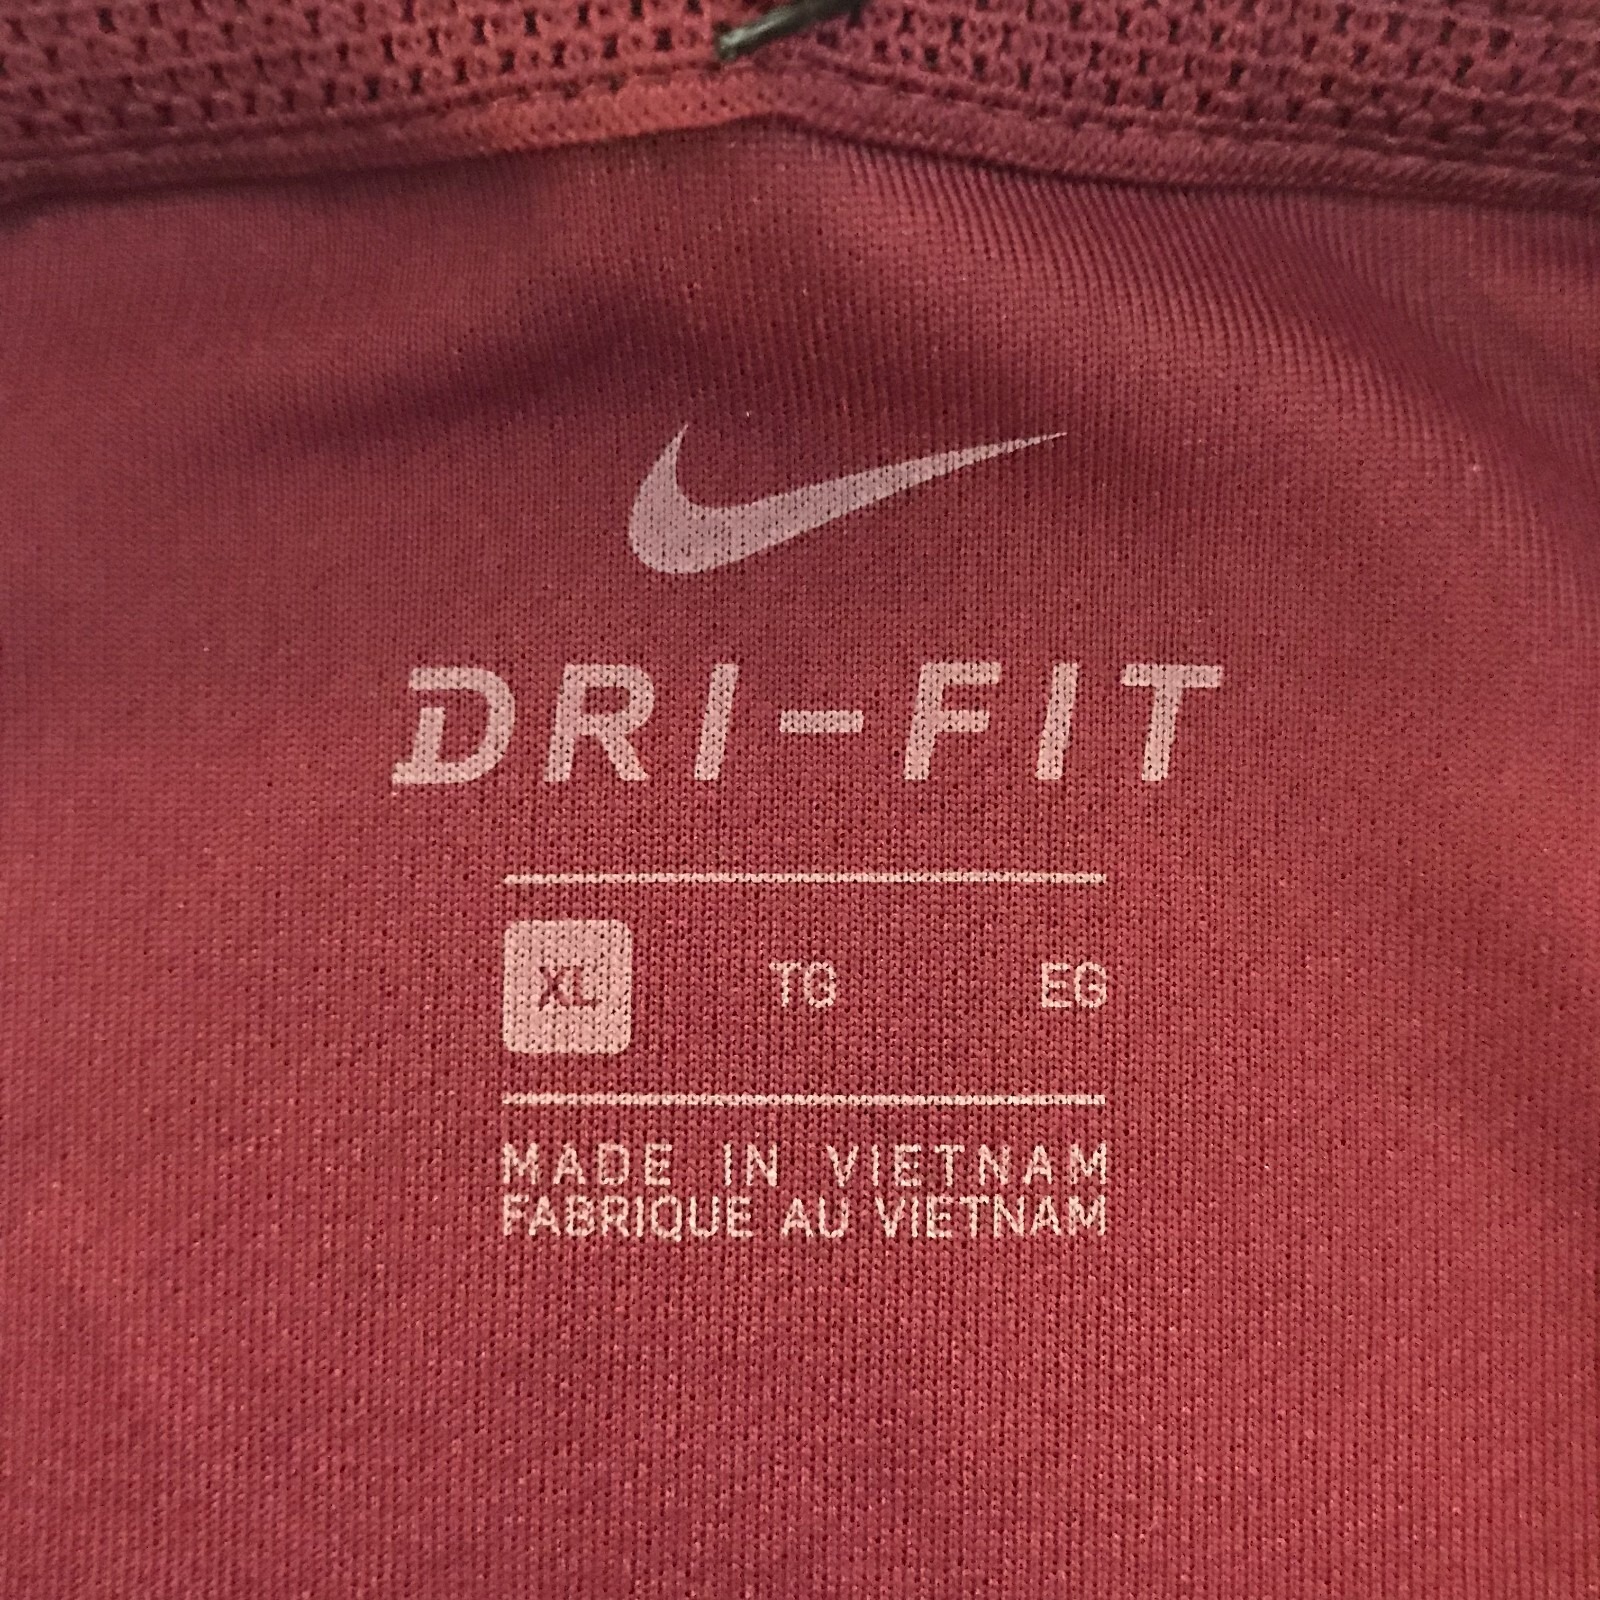 DRI-FIT
XL TG EG
MADE IN VIETNAM
FABRIQUE AU VIETNAM